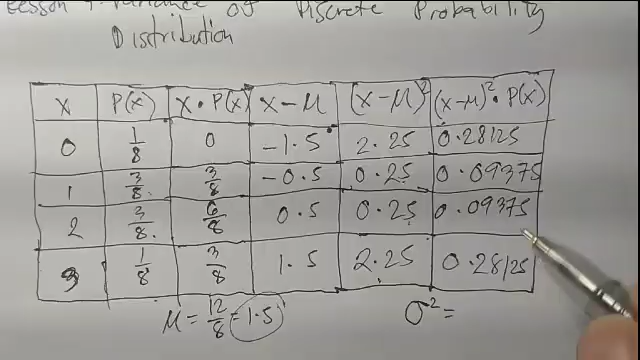 Lesson 4 Variance of Discrete Probability
Distribution
X P(X) X • P(X) X – M (X – M)² (X – M)² • P(X)
0 1/8 0 -1.5 2.25 0.28125
1 3/8 3/8 -0.5 0.25 0.09375
2 3/8 6/8 0.5 0.25 0.09375
3 1/8 3/8 1.5 2.25 0.28125
M = 12/8 = 1.5 σ² =